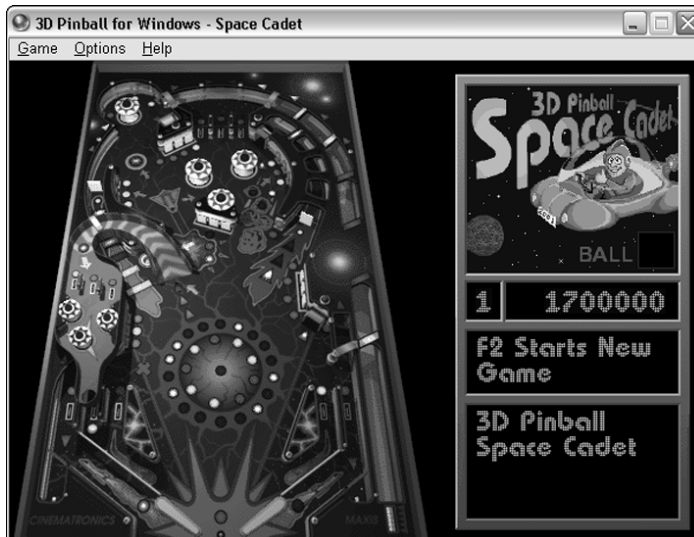 3D Pinball for Windows - Space Cadet
Game Options Help
3D Pinball
Space Cadet
BALL
1 1700000
F2 Starts New
Game
3D Pinball
Space Cadet
CINEMATRONICS MAXIS